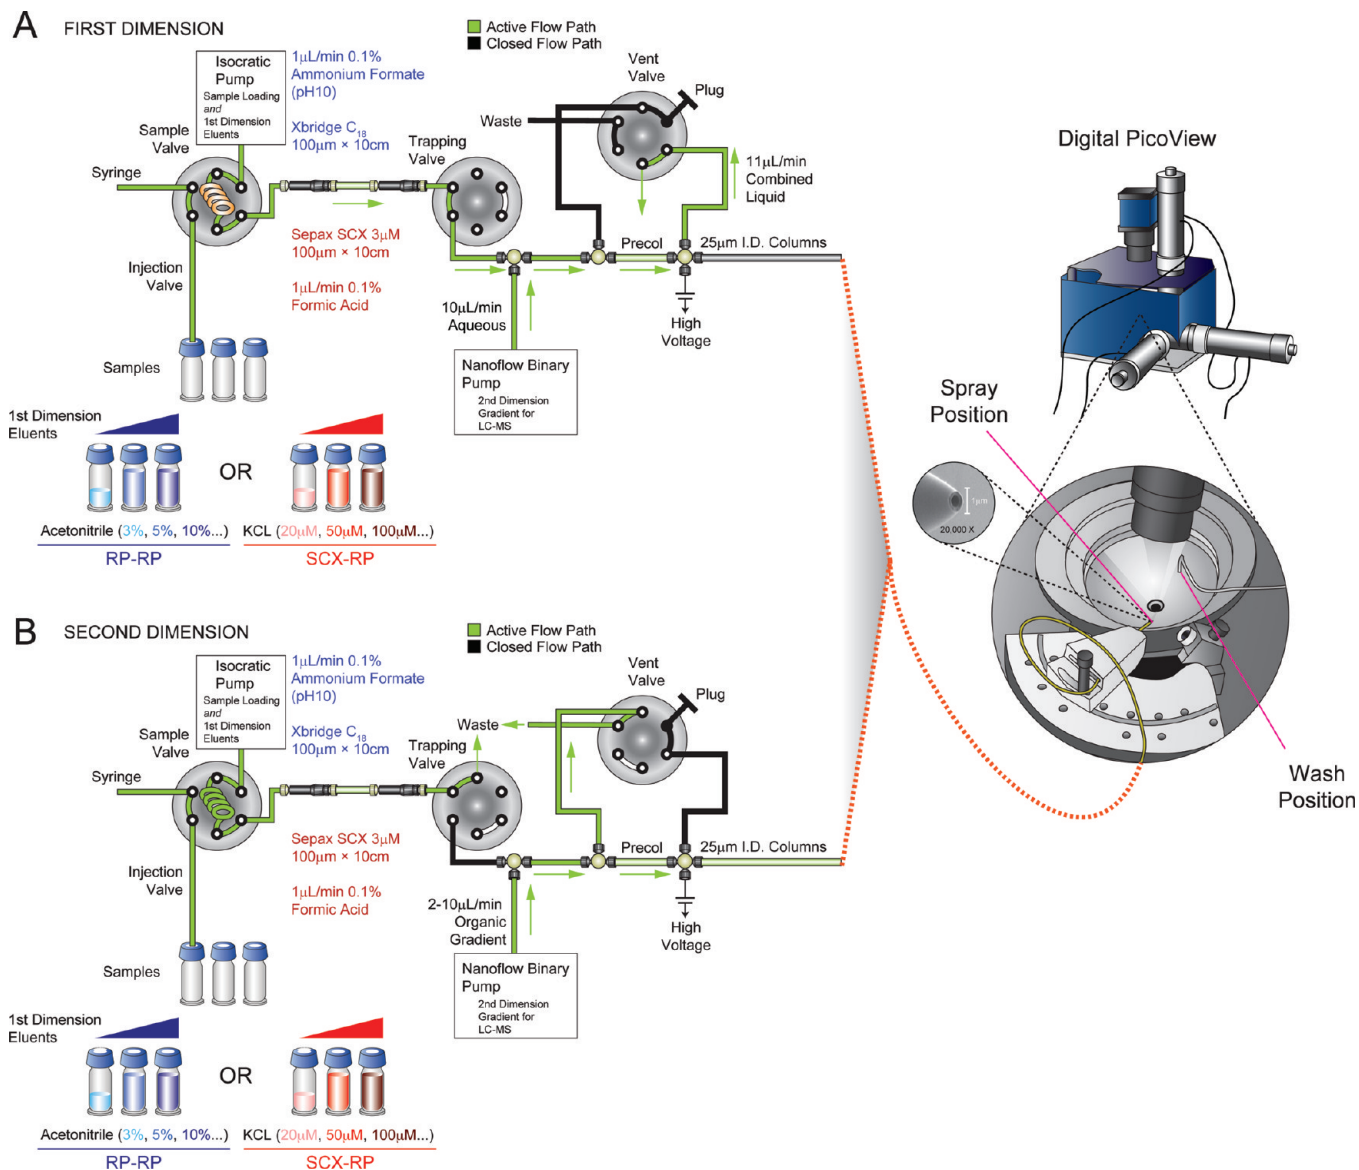 A FIRST DIMENSION
Active Flow Path
Closed Flow Path
Isocratic
Pump
Sample Loading
and
1st Dimension
Eluents
1μL/min 0.1%
Ammonium Formate
(pH10)
Xbridge C18
100μm × 10cm
Sample
Valve
Syringe
Trapping
Valve
Vent
Valve
Plug
Waste
11μL/min
Combined
Liquid
Injection
Valve
Sepax SCX 3μM
100μm × 10cm
1μL/min 0.1%
Formic Acid
Precol
25μm I.D. Columns
10μL/min
Aqueous
High
Voltage
Nanoflow Binary
Pump
2nd Dimension
Gradient for
LC-MS
Samples
1st Dimension
Eluents
OR
Acetonitrile (3%, 5%, 10%...)
RP-RP
KCL (20μM, 50μM, 100μM...)
SCX-RP
Digital PicoView
Spray
Position
1μm
20.000 X
Wash
Position
B SECOND DIMENSION
Active Flow Path
Closed Flow Path
Isocratic
Pump
Sample Loading
and
1st Dimension
Eluents
1μL/min 0.1%
Ammonium Formate
(pH10)
Xbridge C18
100μm × 10cm
Sample
Valve
Syringe
Trapping
Valve
Waste
Vent
Valve
Plug
Injection
Valve
Sepax SCX 3μM
100μm × 10cm
1μL/min 0.1%
Formic Acid
Precol
25μm I.D. Columns
2-10μL/min
Organic
Gradient
High
Voltage
Nanoflow Binary
Pump
2nd Dimension
Gradient for
LC-MS
Samples
1st Dimension
Eluents
OR
Acetonitrile (3%, 5%, 10%...)
RP-RP
KCL (20μM, 50μM, 100μM...)
SCX-RP